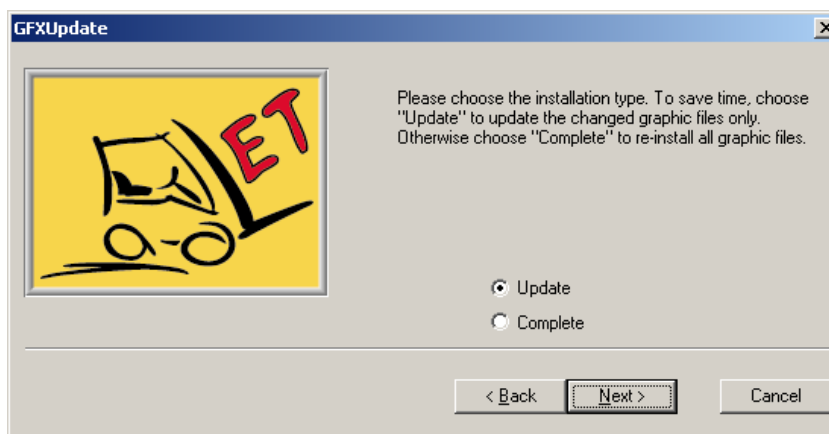 GFXUpdate
ET
Please choose the installation type. To save time, choose
"Update" to update the changed graphic files only.
Otherwise choose "Complete" to re-install all graphic files.
Update
Complete
< Back
Next >
Cancel